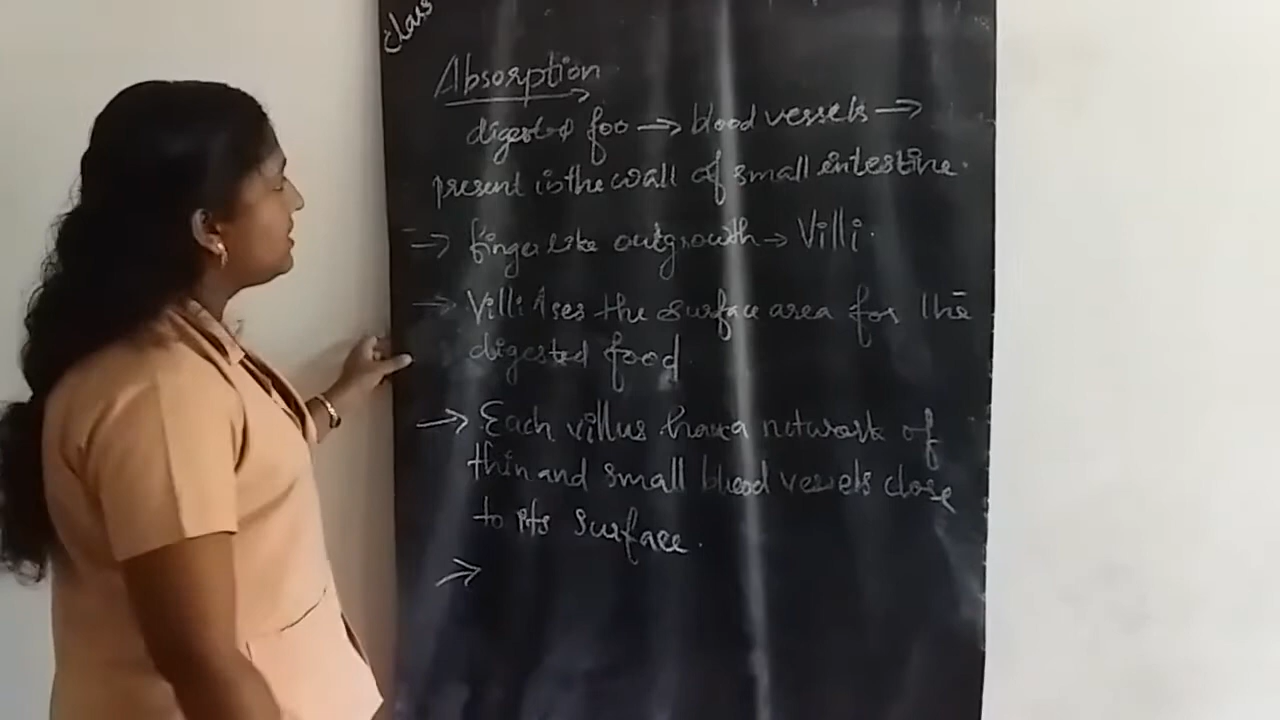 class
Absorption
digested foo → blood vessels →
present in the wall of small intestine.
→ finger like outgrowth → Villi.
→ Villi ↑ses the surface area for the
digested food
→ Each villus have a network of
thin and small blood vessels close
to its surface.
→